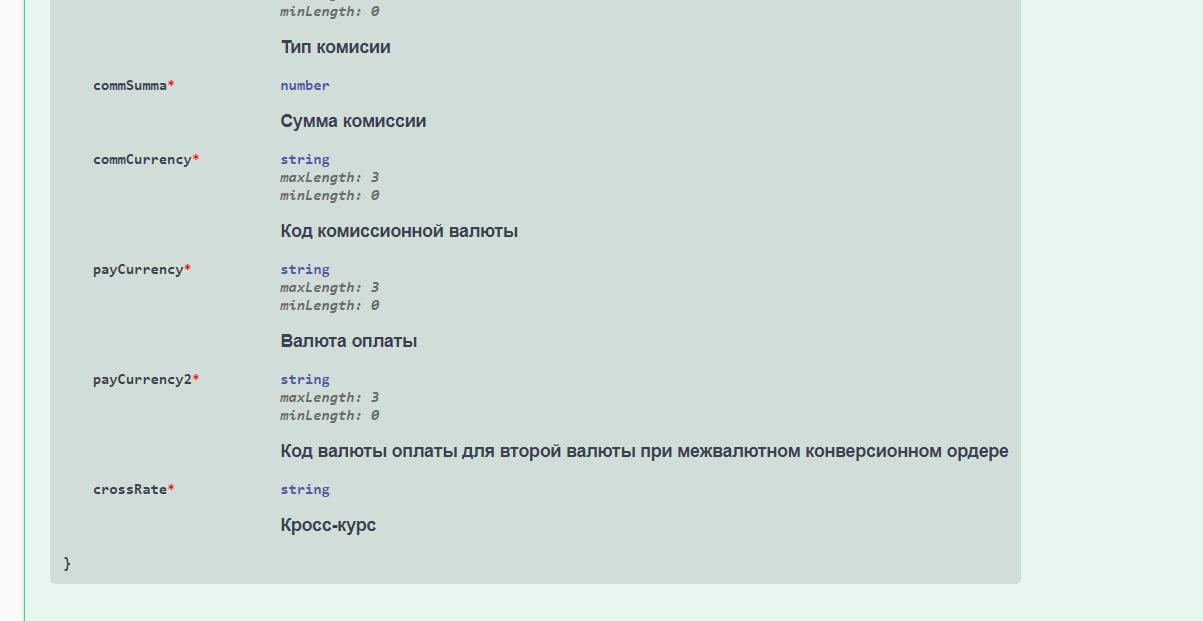 minLength: 0
Тип комисии
commSumma* number
Сумма комиссии
commCurrency* string
maxLength: 3
minLength: 0
Код комиссионной валюты
payCurrency* string
maxLength: 3
minLength: 0
Валюта оплаты
payCurrency2* string
maxLength: 3
minLength: 0
Код валюты оплаты для второй валюты при межвалютном конверсионном ордере
crossRate* string
Кросс-курс
}